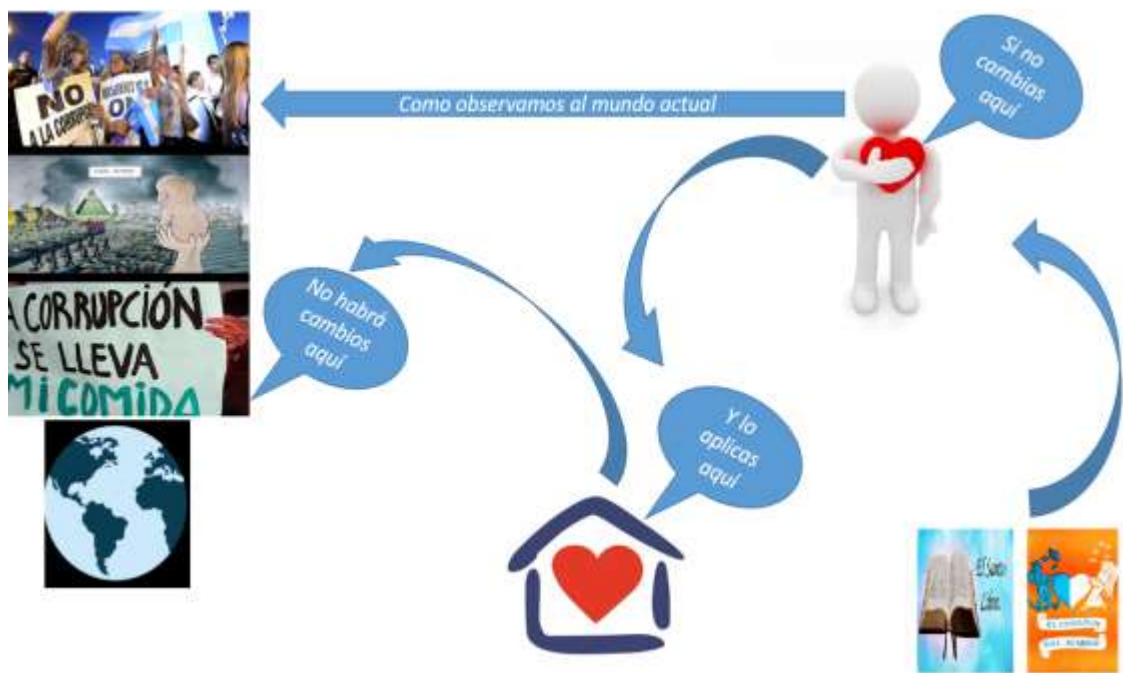 NO
A LA CORRUPCIÓN
Como observamos al mundo actual
Si no
cambias
aquí
A CORRUPCIÓN
SE LLEVA
MI COMIDA
No habrá
cambios
aquí
Y lo
aplicas
aquí
El Santo
Libro